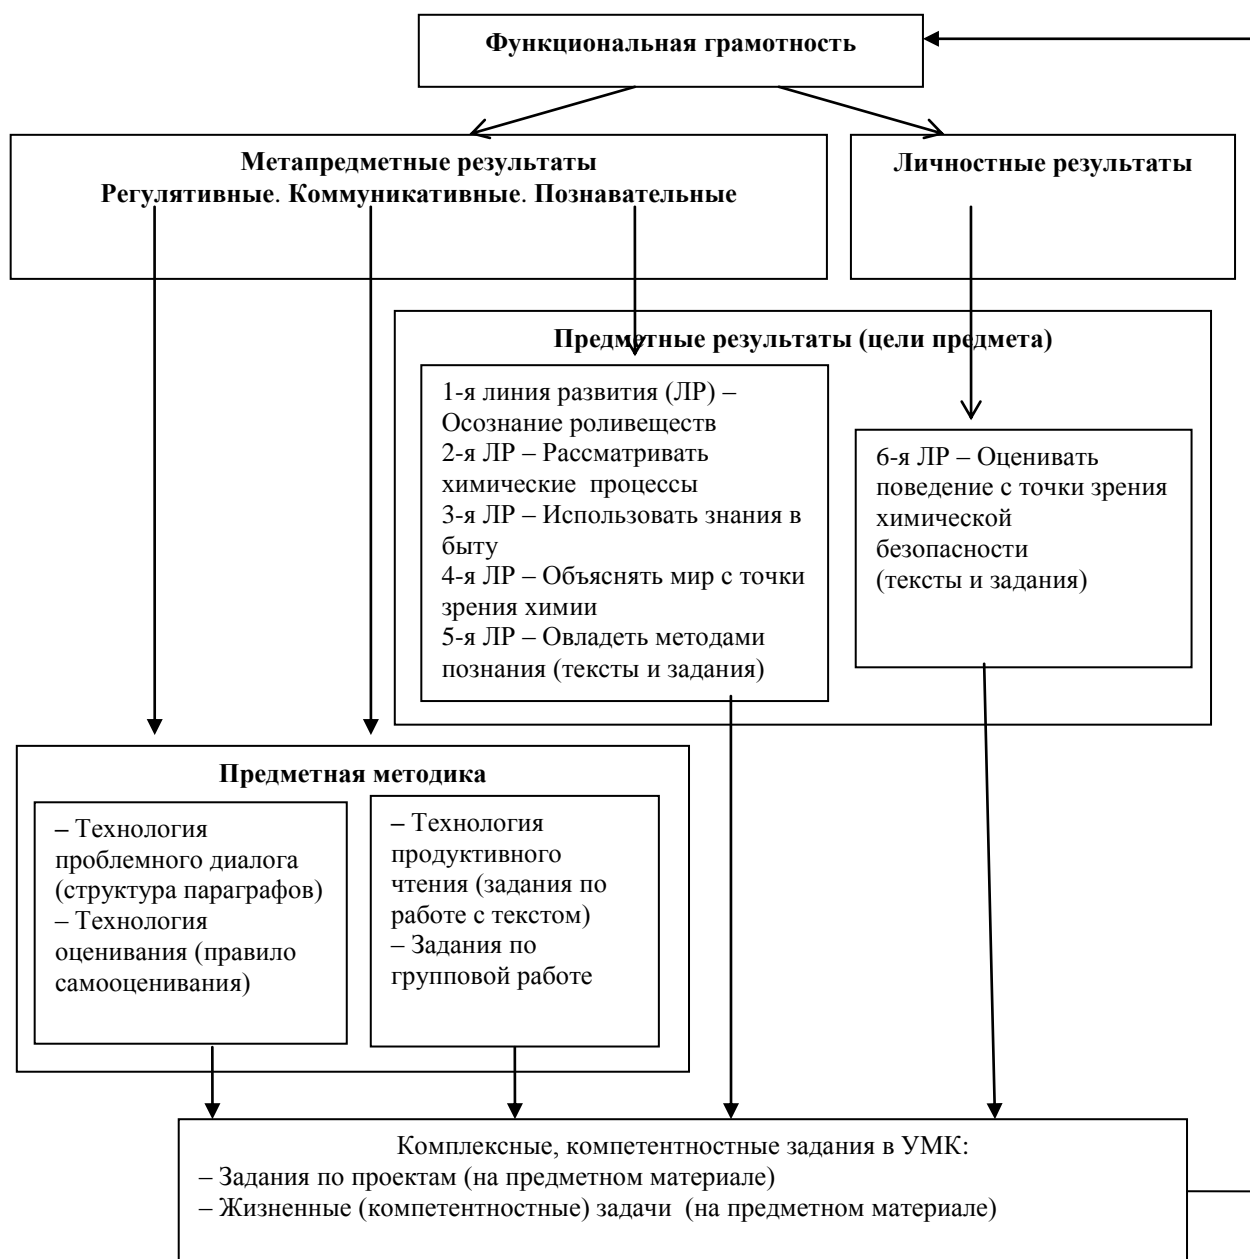 Функциональная грамотность
Метапредметные результаты
Регулятивные. Коммуникативные. Познавательные
Личностные результаты
Предметные результаты (цели предмета)
1-я линия развития (ЛР) –
Осознание роливеществ
2-я ЛР – Рассматривать
химические процессы
3-я ЛР – Использовать знания в
быту
4-я ЛР – Объяснять мир с точки
зрения химии
5-я ЛР – Овладеть методами
познания (тексты и задания)
6-я ЛР – Оценивать
поведение с точки зрения
химической
безопасности
(тексты и задания)
Предметная методика
– Технология
проблемного диалога
(структура параграфов)
– Технология
оценивания (правило
самооценивания)
– Технология
продуктивного
чтения (задания по
работе с текстом)
– Задания по
групповой работе
Комплексные, компетентностные задания в УМК:
– Задания по проектам (на предметном материале)
– Жизненные (компетентностные) задачи (на предметном материале)